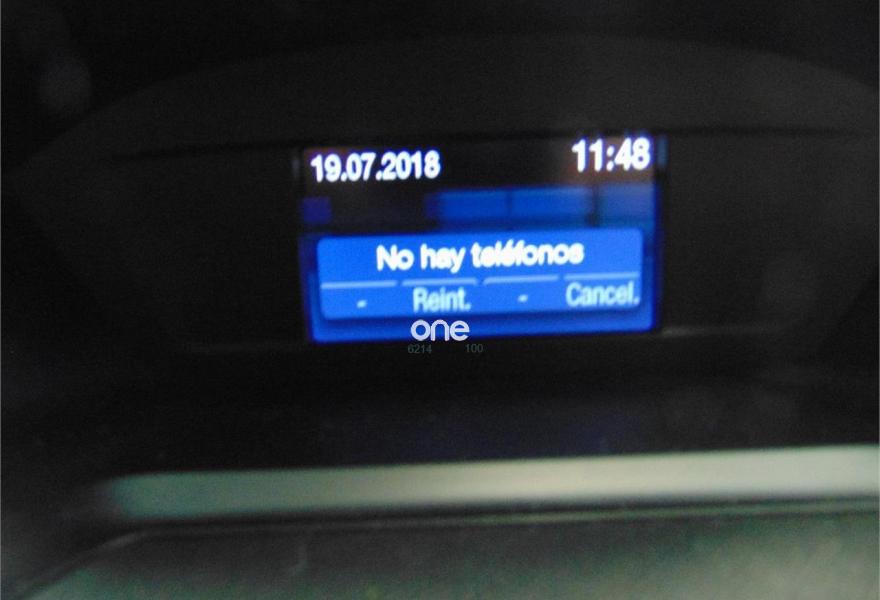 19.07.2018 11:48
No hay teléfonos
- Reint. - Cancel.
one
6214 100